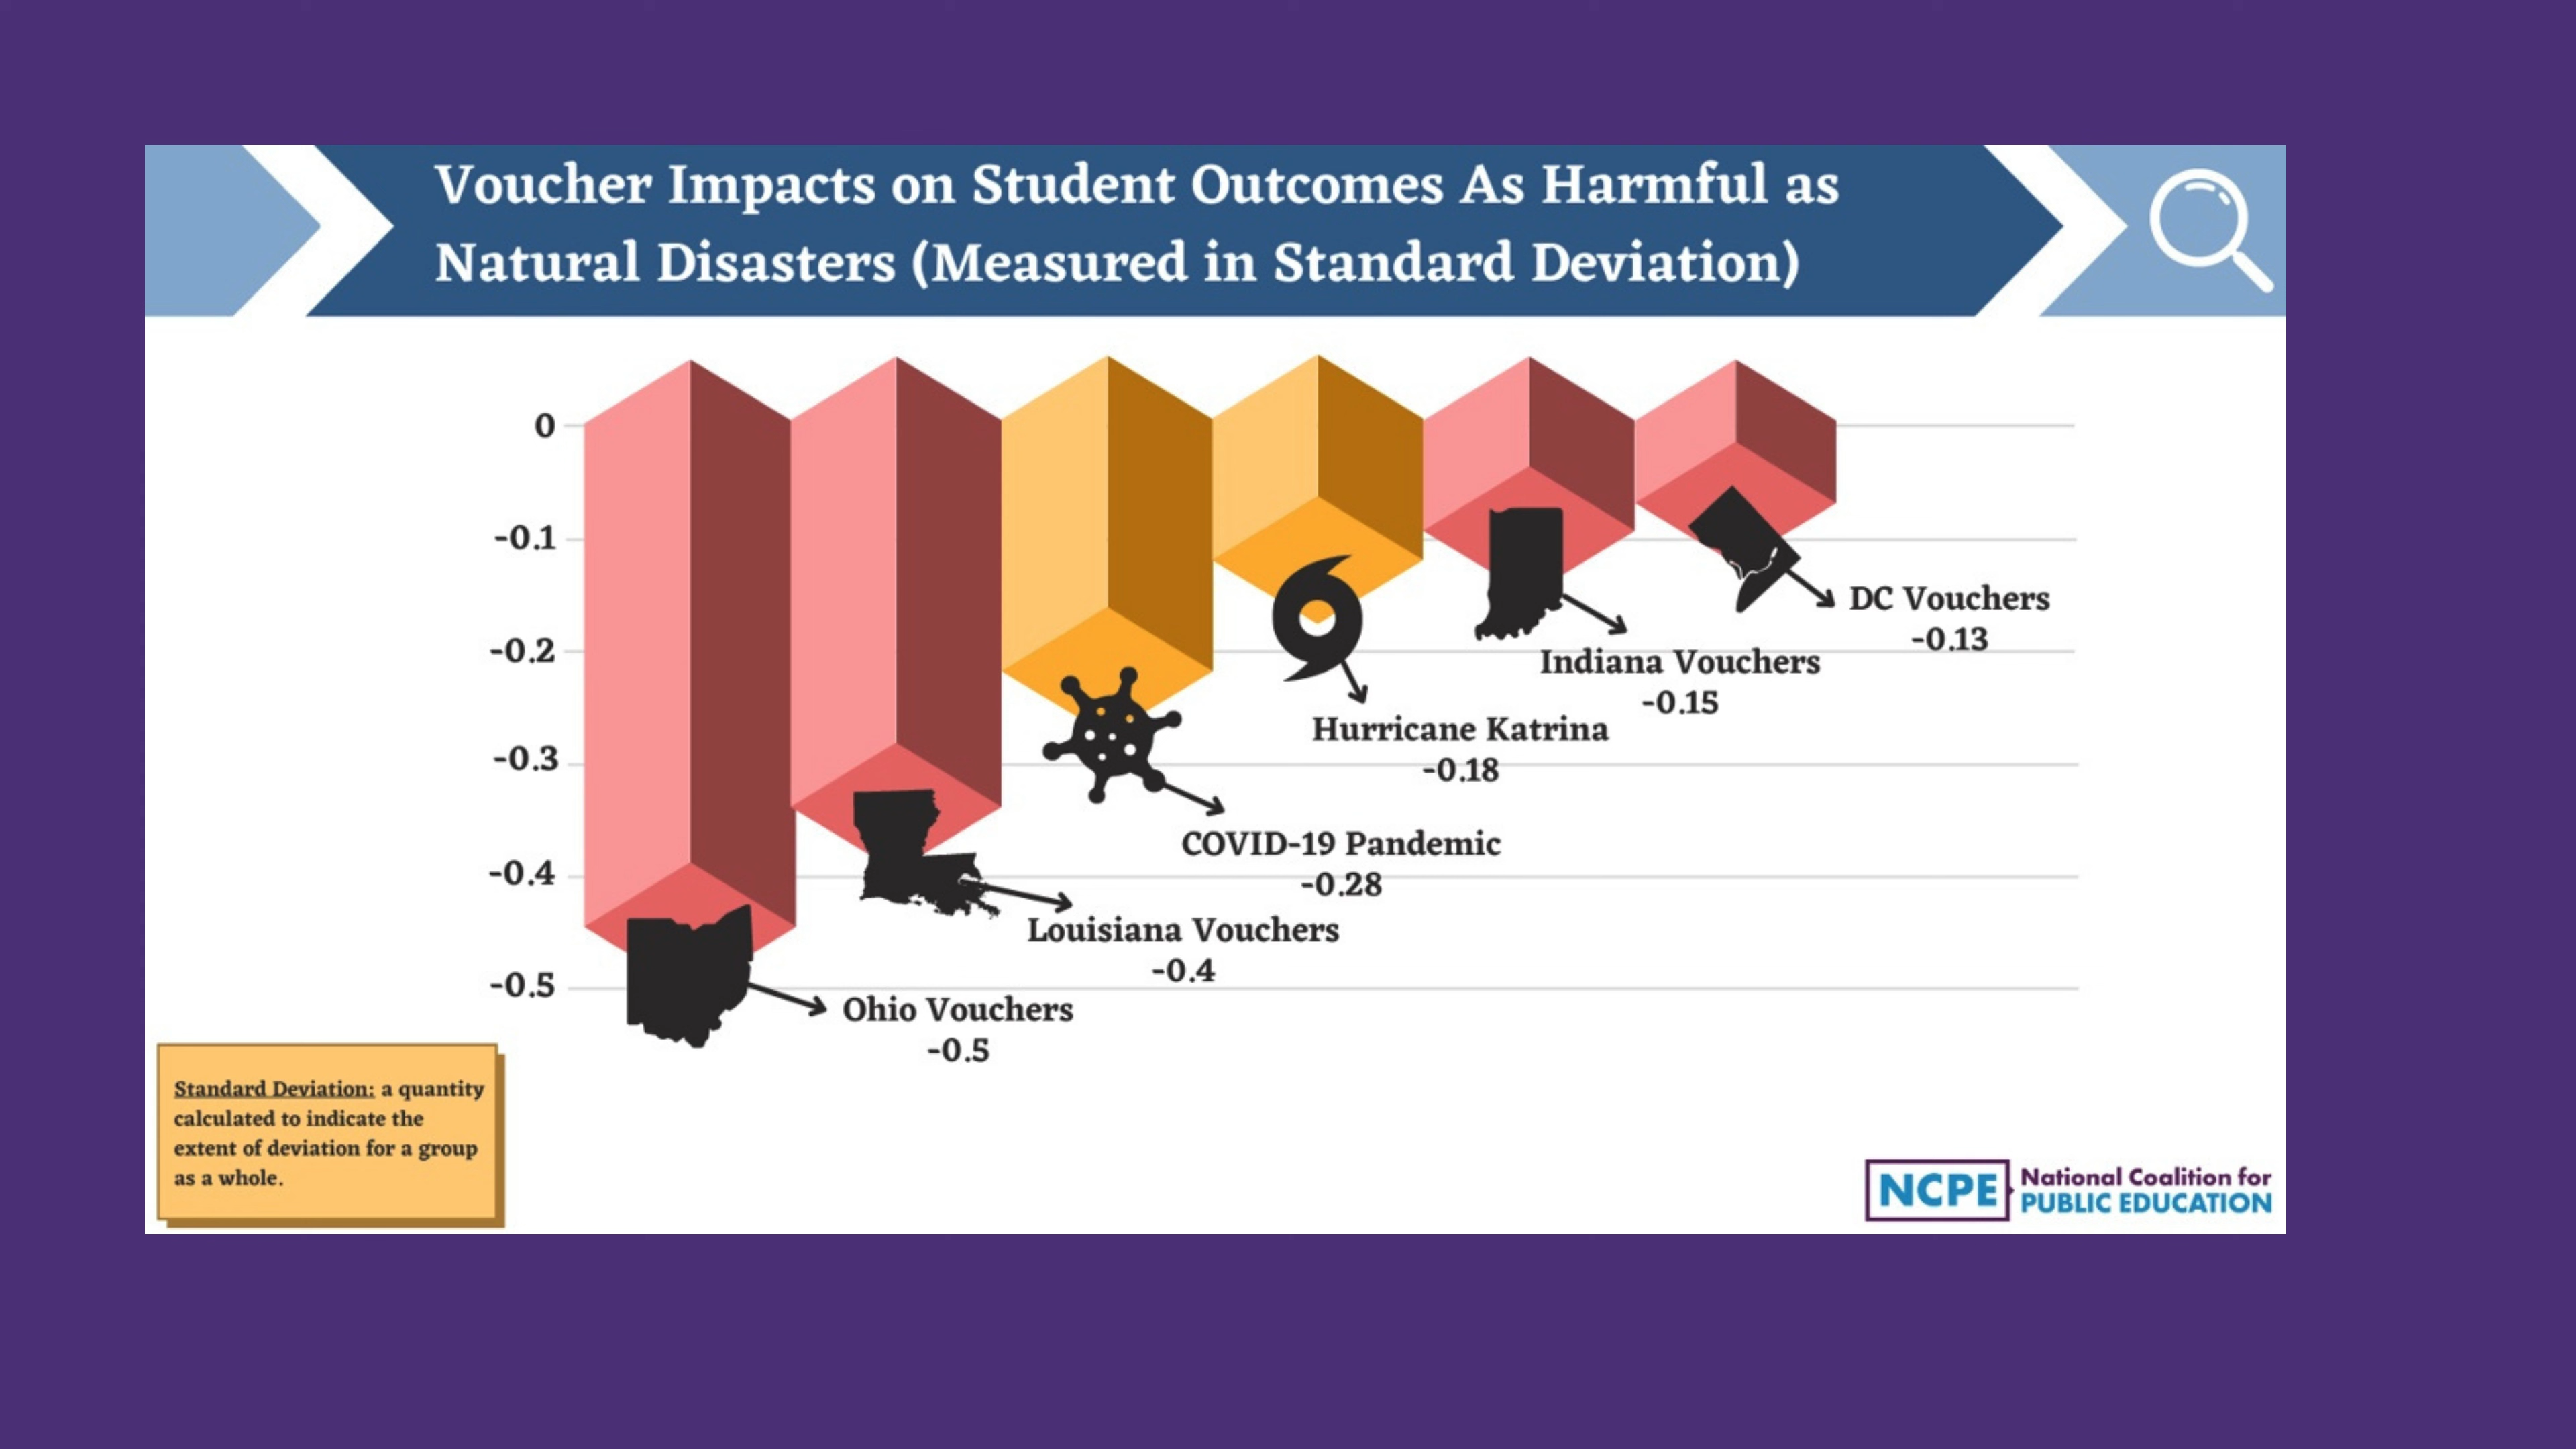 Voucher Impacts on Student Outcomes As Harmful as
Natural Disasters (Measured in Standard Deviation)
0
-0.1
-0.2
-0.3
-0.4
-0.5
DC Vouchers
-0.13
Indiana Vouchers
-0.15
Hurricane Katrina
-0.18
COVID-19 Pandemic
-0.28
Louisiana Vouchers
-0.4
Ohio Vouchers
-0.5
Standard Deviation: a quantity
calculated to indicate the
extent of deviation for a group
as a whole.
NCPE
National Coalition for
PUBLIC EDUCATION